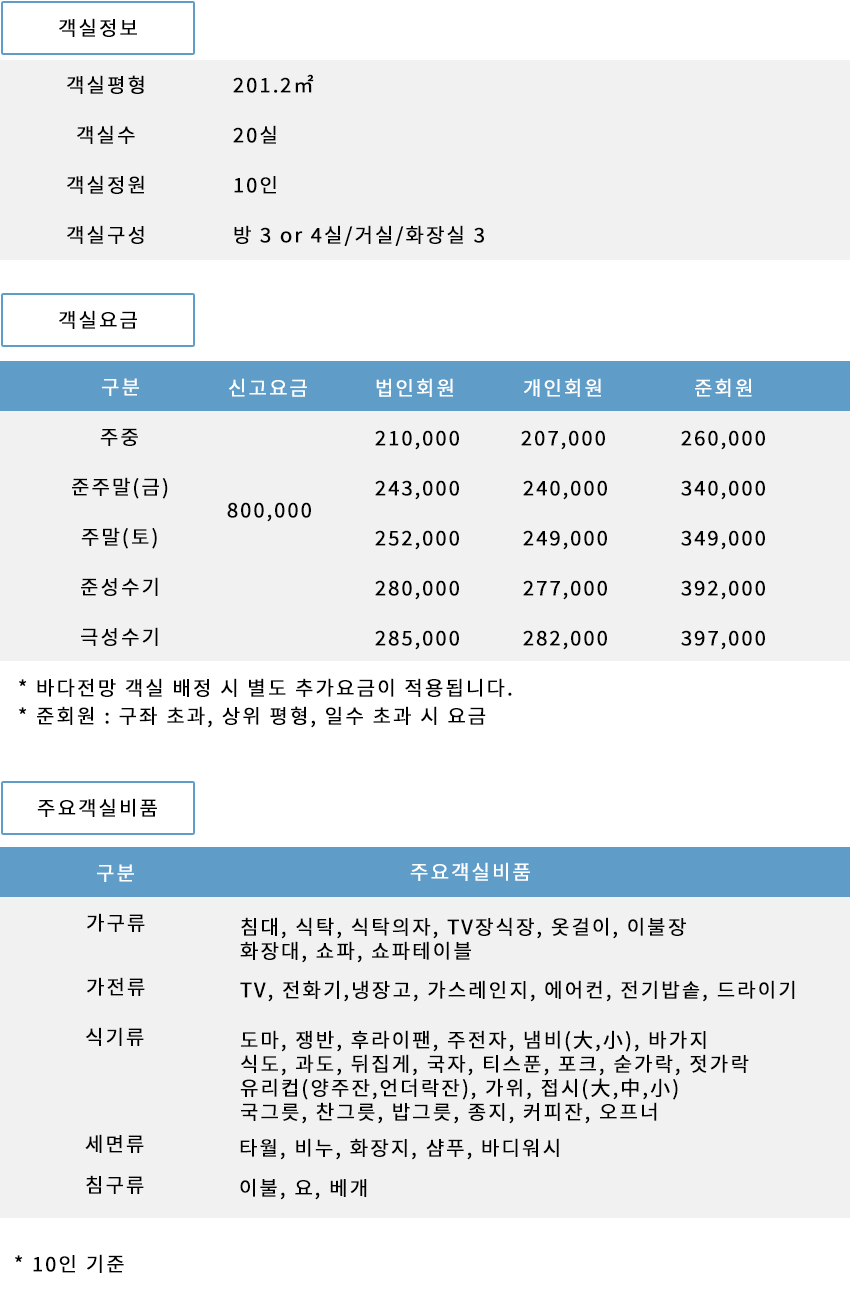 객실정보
객실평형 201.2㎡
객실수 20실
객실정원 10인
객실구성 방 3 or 4실/거실/화장실 3
객실요금
구분 신고요금 법인회원 개인회원 준회원
주중 210,000 207,000 260,000
준주말(금) 243,000 240,000 340,000
800,000
주말(토) 252,000 249,000 349,000
준성수기 280,000 277,000 392,000
극성수기 285,000 282,000 397,000
* 바다전망 객실 배정 시 별도 추가요금이 적용됩니다.
* 준회원 : 구좌 초과, 상위 평형, 일수 초과 시 요금
주요객실비품
구분 주요객실비품
가구류 침대, 식탁, 식탁의자, TV장식장, 옷걸이, 이불장
화장대, 쇼파, 쇼파테이블
가전류 TV, 전화기,냉장고, 가스레인지, 에어컨, 전기밥솥, 드라이기
식기류 도마, 쟁반, 후라이팬, 주전자, 냄비(大,小), 바가지
식도, 과도, 뒤집게, 국자, 티스푼, 포크, 숟가락, 젓가락
유리컵(양주잔,언더락잔), 가위, 접시(大,中,小)
국그릇, 찬그릇, 밥그릇, 종지, 커피잔, 오프너
세면류 타월, 비누, 화장지, 샴푸, 바디워시
침구류 이불, 요, 베개
* 10인 기준